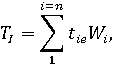 $T_I = \sum_{1}^{i=n} t_{ie} W_i,$